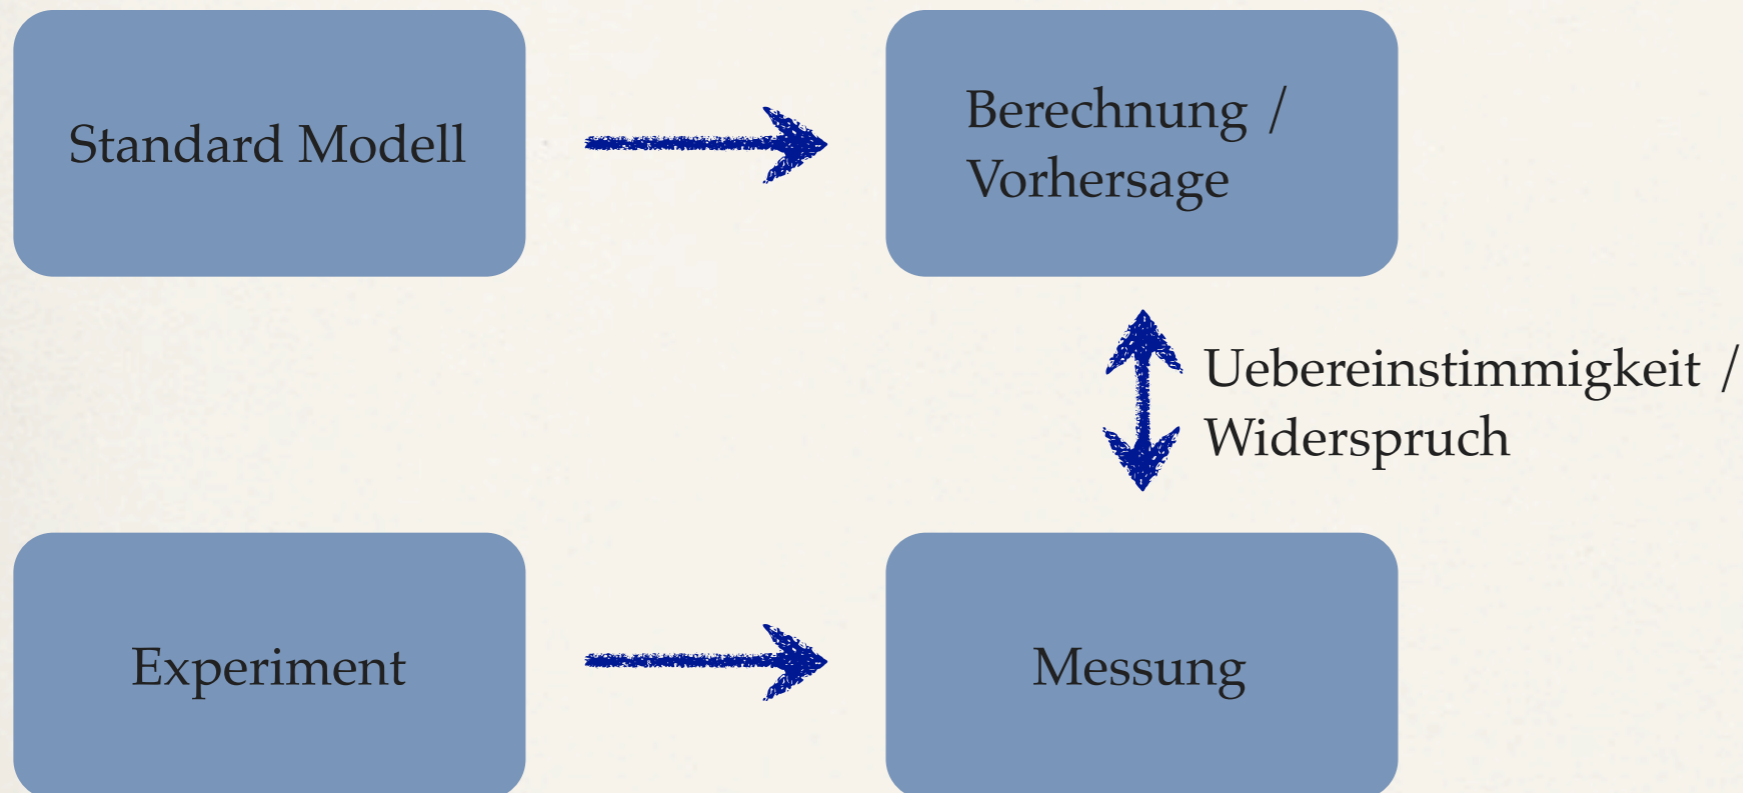 Standard Modell
Berechnung /
Vorhersage
Uebereinstimmigkeit /
Widerspruch
Experiment
Messung